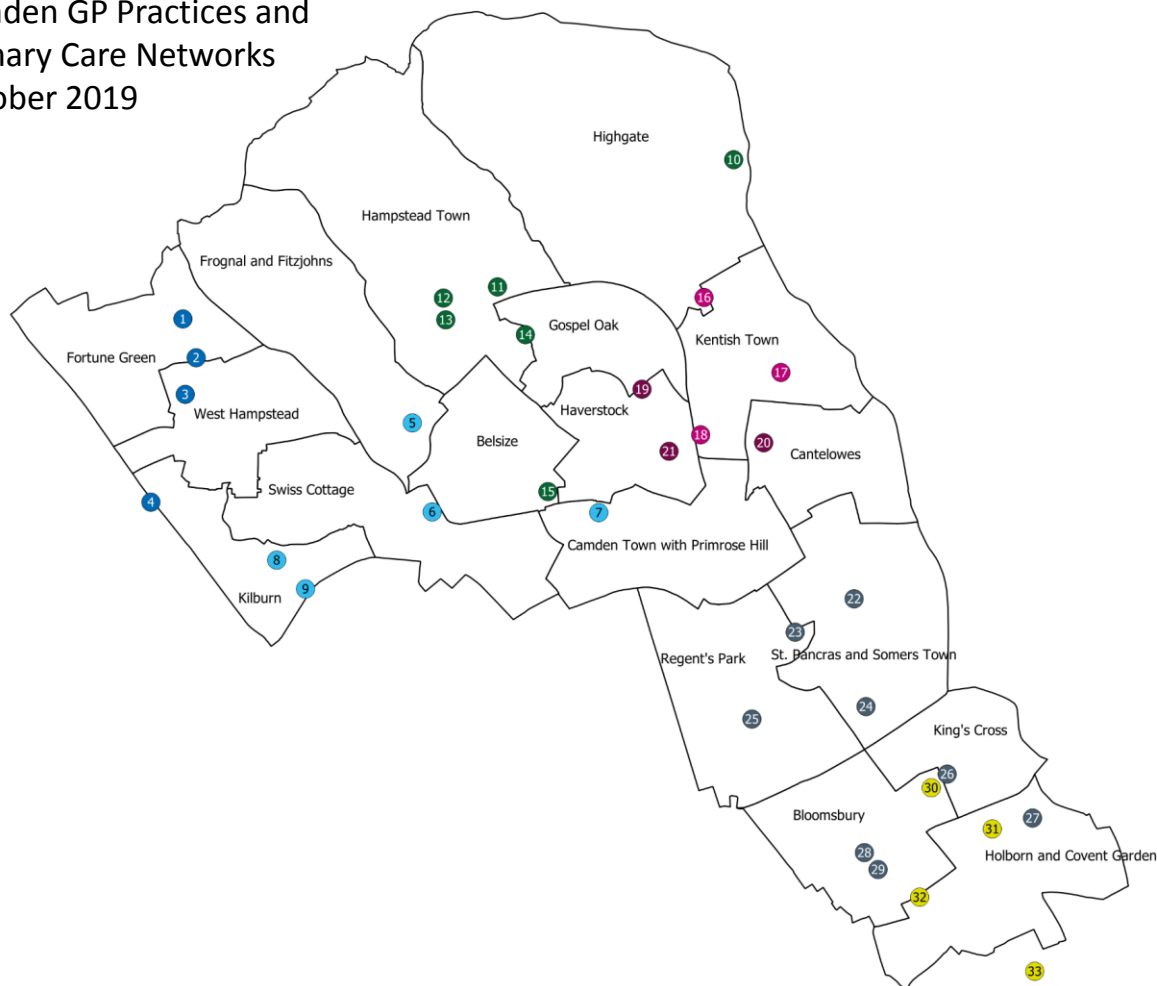 nden GP Practices and
nary Care Networks
ober 2019
Highgate
10
Hampstead Town
Frognal and Fitzjohns
11
12
16
1
13
Gospel Oak
14
Kentish Town
Fortune Green
2
17
19
3
West Hampstead
Haverstock
5
18
Belsize
20
21
Cantelowes
Swiss Cottage
15
4
6
7
Camden Town with Primrose Hill
8
9
Kilburn
22
23
Regent's Park
St. Pancras and Somers Town
24
25
King's Cross
26
30
Bloomsbury
27
31
28
Holborn and Covent Garden
29
32
33